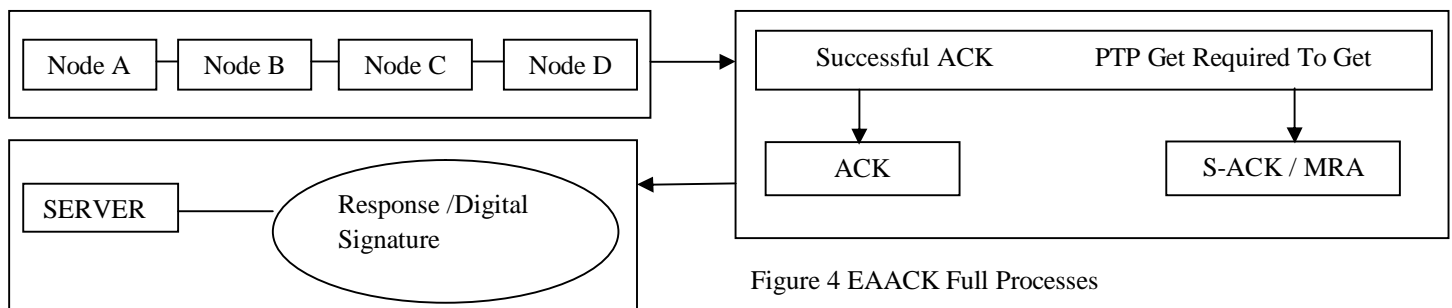 Node A
Node B
Node C
Node D
Successful ACK
PTP Get Required To Get
ACK
S-ACK / MRA
SERVER
Response /Digital
Signature
Figure 4 EAACK Full Processes